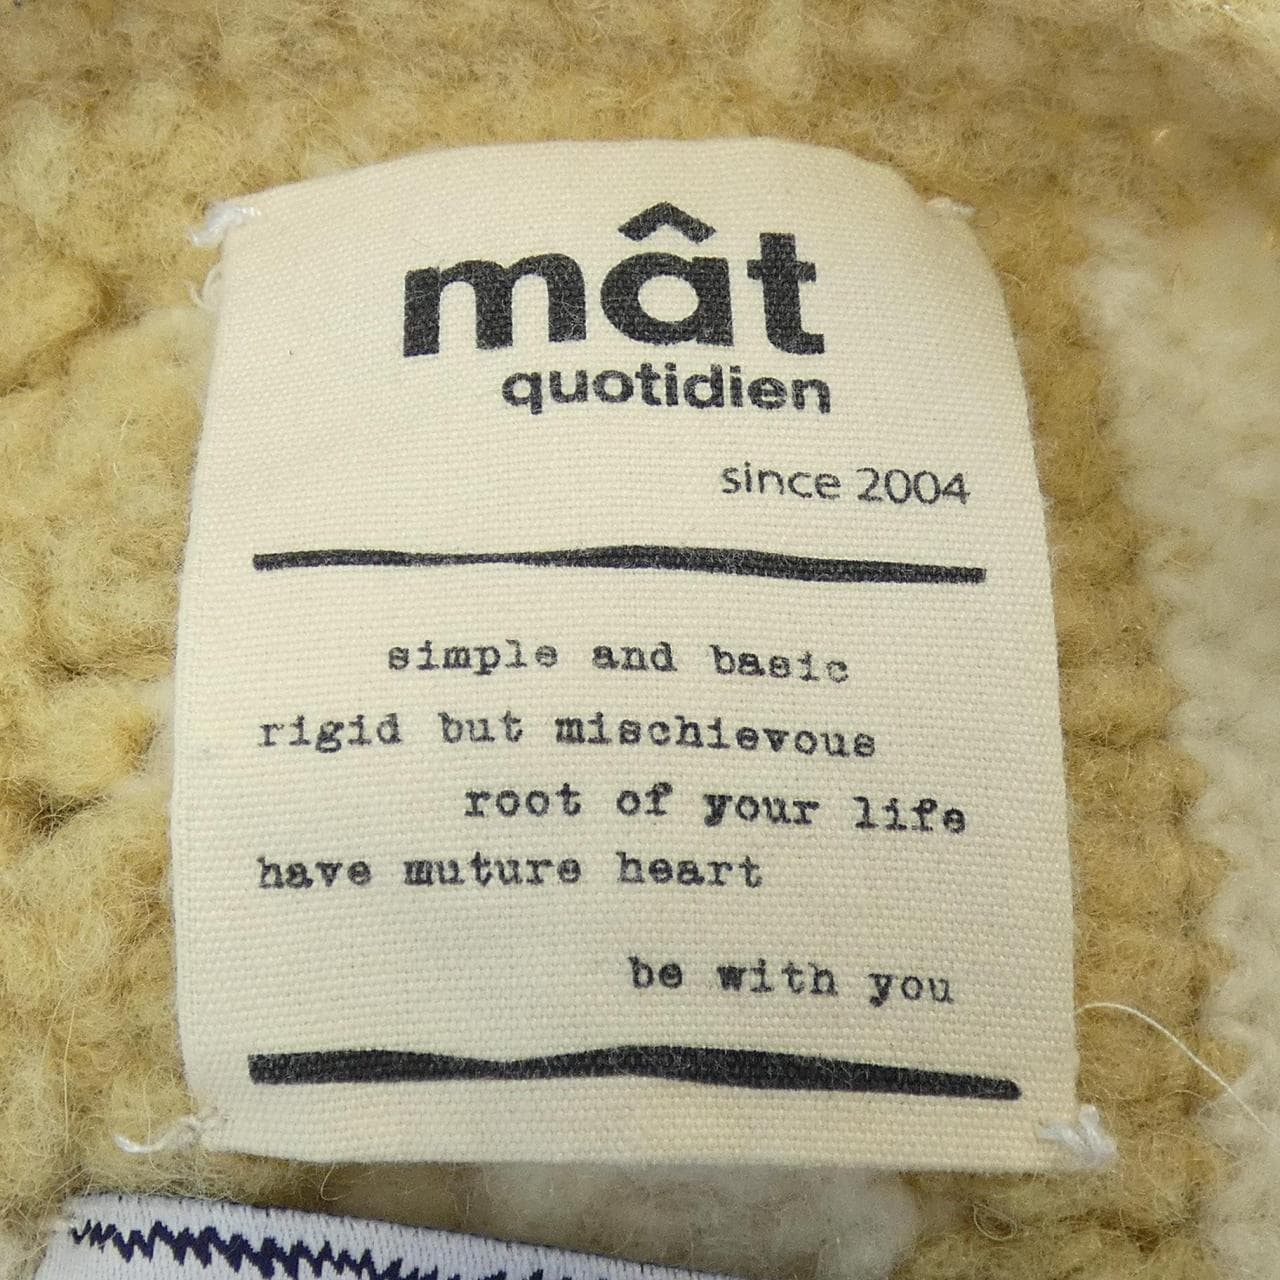 mât
quotidien
since 2004
simple and basic
rigid but mischievous
root of your life
have muture heart
be with you